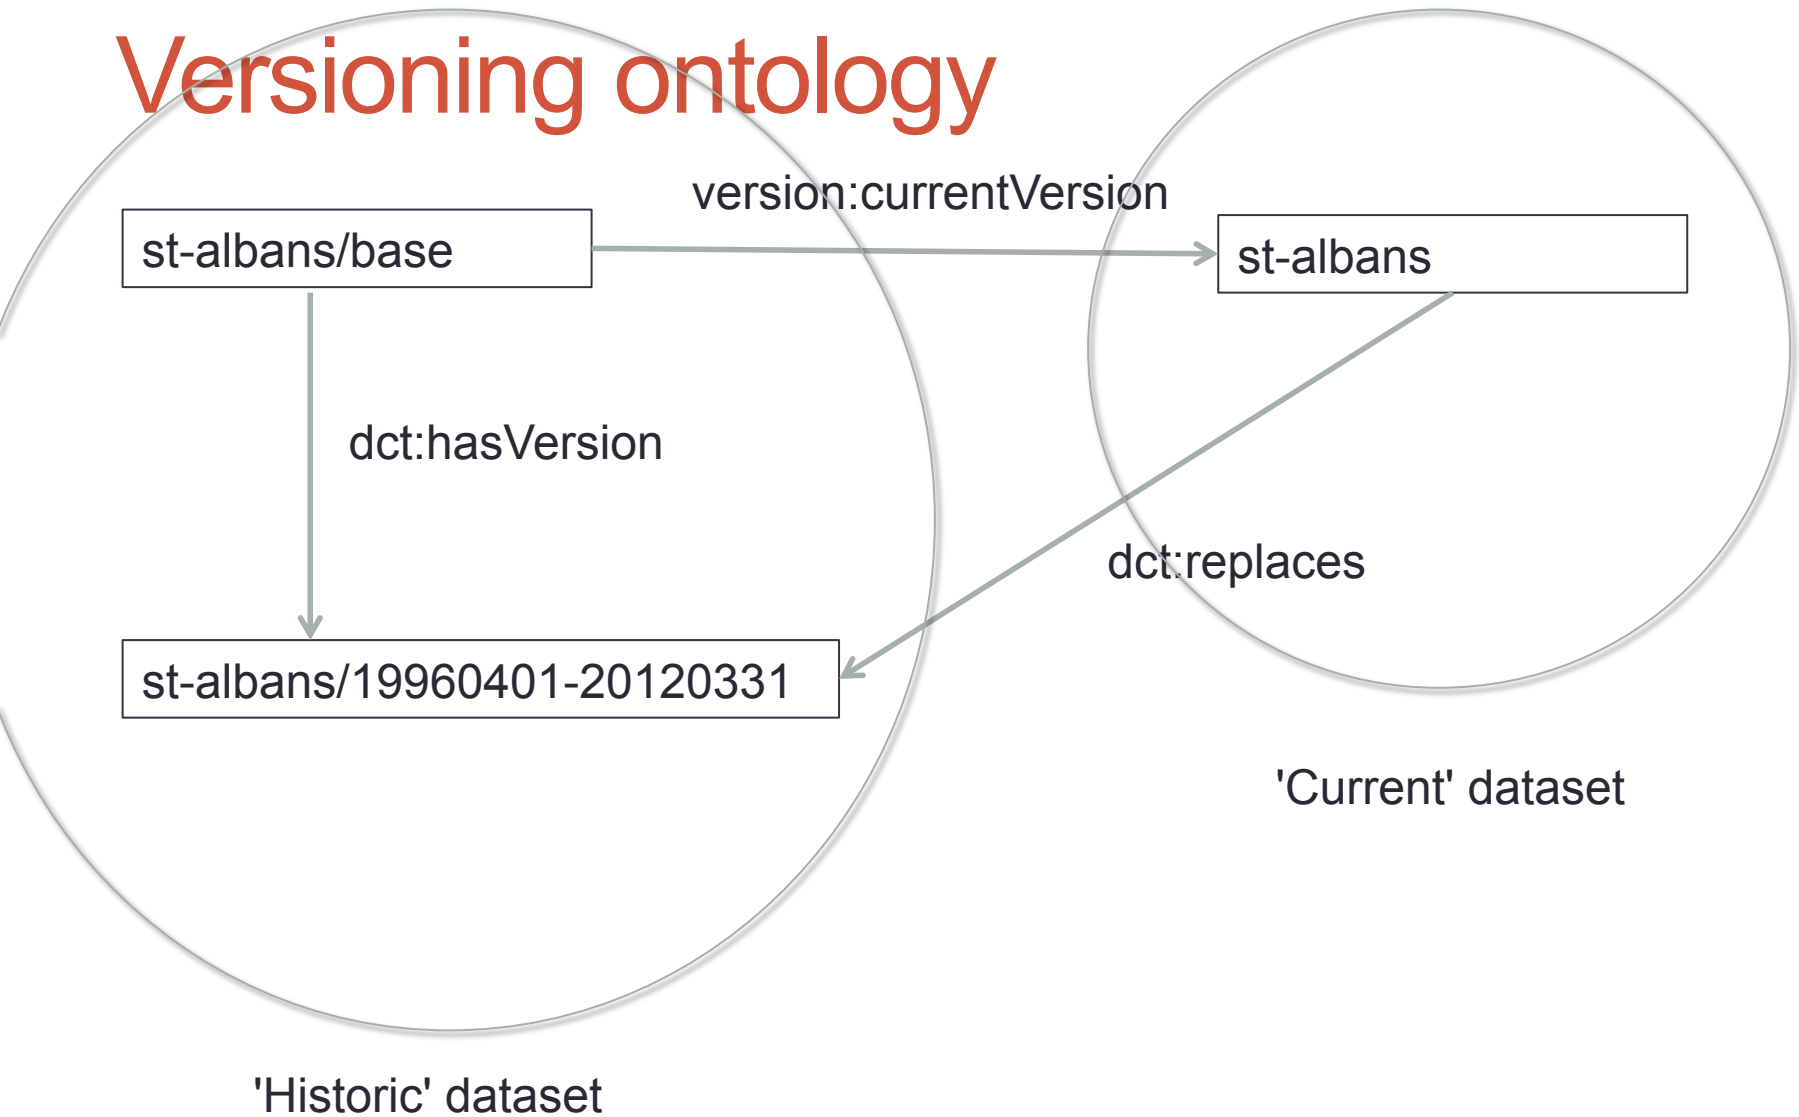 Versioning ontology
version:currentVersion
st-albans/base
st-albans
dct:hasVersion
dct:replaces
st-albans/19960401-20120331
'Current' dataset
'Historic' dataset